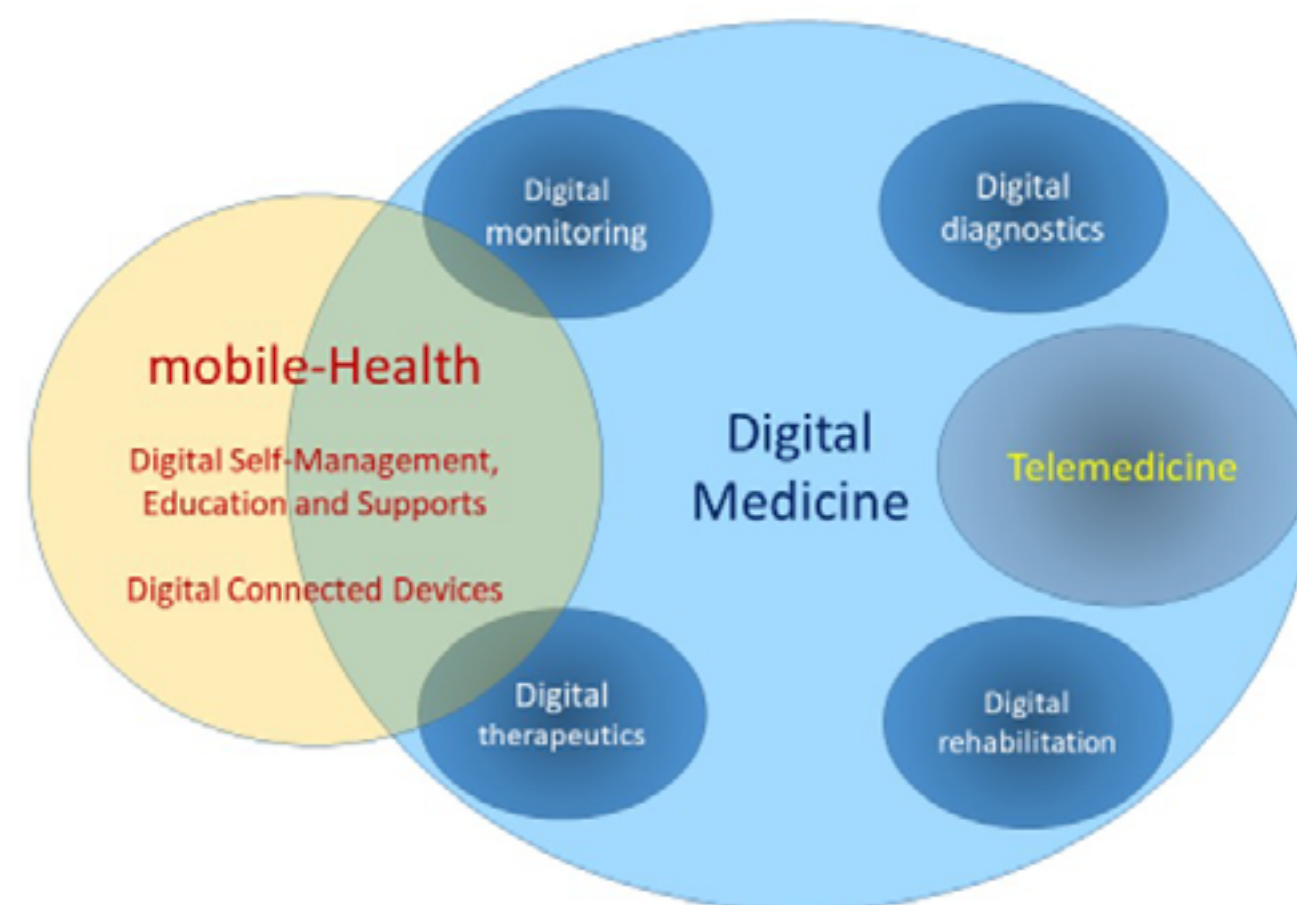 Digital
monitoring
Digital
diagnostics
mobile-Health
Digital Self-Management,
Education and Supports
Digital Connected Devices
Digital
Medicine
Telemedicine
Digital
therapeutics
Digital
rehabilitation